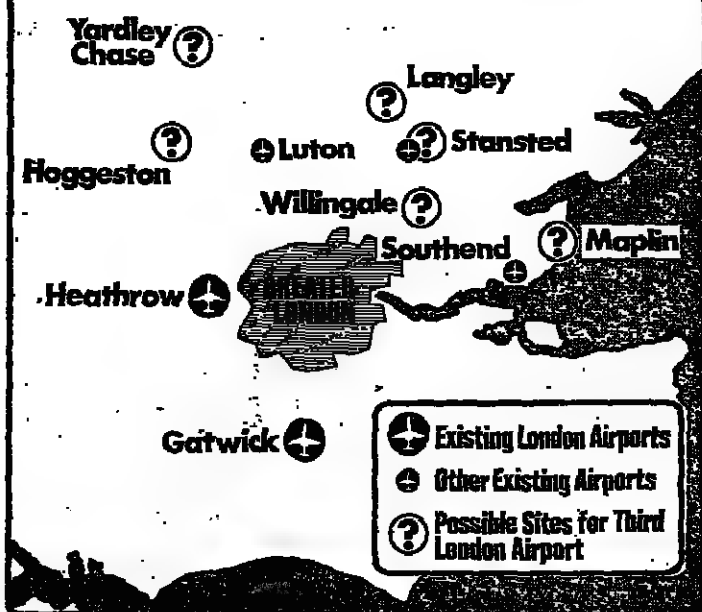 Yardley
Chase
Langley
Luton
Stansted
Hoggeston
Willingale
Southend
Maplin
Heathrow
GREATER
LONDON
Gatwick
Existing London Airports
Other Existing Airports
Possible Sites for Third
London Airport